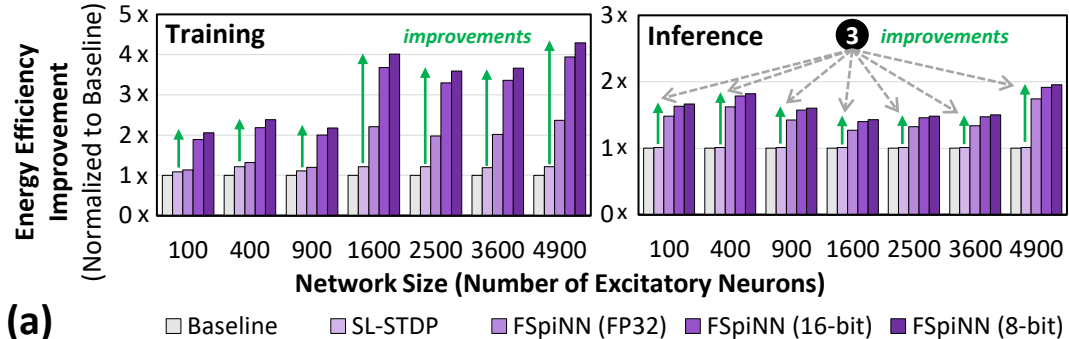 Energy Efficiency
Improvement
(Normalized to Baseline)
5 x
4 x
3 x
2 x
1 x
0 x
Training
improvements
100 400 900 1600 2500 3600 4900
3 x
2 x
1 x
0 x
Inference
3
improvements
100 400 900 1600 2500 3600 4900
Network Size (Number of Excitatory Neurons)
(a)
Baseline SL-STDP FSpiNN (FP32) FSpiNN (16-bit) FSpiNN (8-bit)